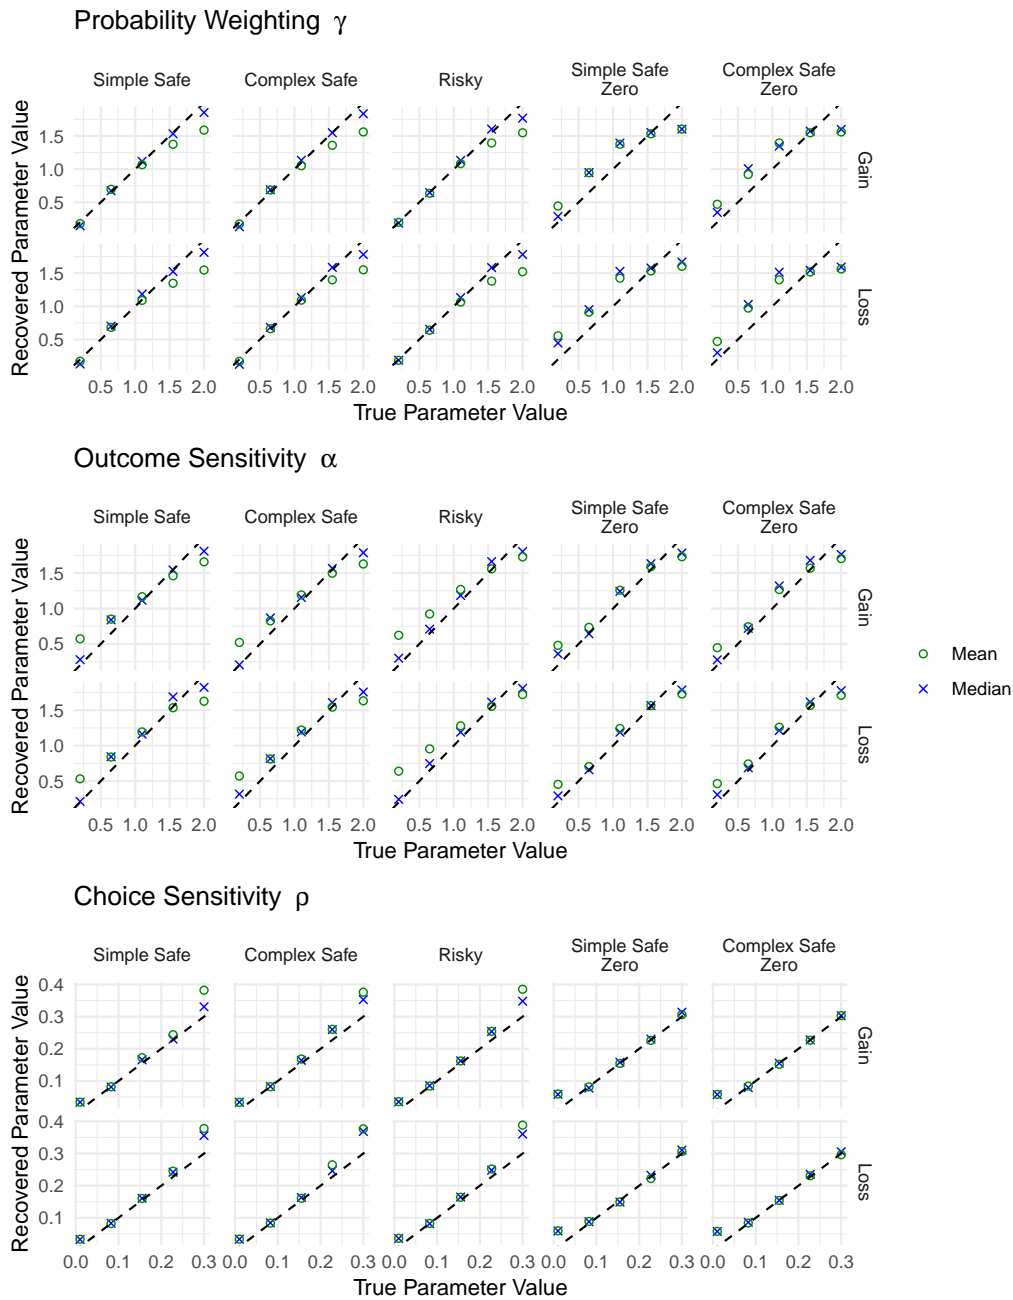 Probability Weighting γ
Simple Safe
Complex Safe
Risky
Simple Safe
Zero
Complex Safe
Zero
Recovered Parameter Value
1.5
1.0
0.5
Gain
Recovered Parameter Value
1.5
1.0
0.5
Loss
0.5 1.0 1.5 2.0 0.5 1.0 1.5 2.0 0.5 1.0 1.5 2.0 0.5 1.0 1.5 2.0 0.5 1.0 1.5 2.0
True Parameter Value
Outcome Sensitivity α
Simple Safe
Complex Safe
Risky
Simple Safe
Zero
Complex Safe
Zero
Recovered Parameter Value
1.5
1.0
0.5
Gain
Recovered Parameter Value
1.5
1.0
0.5
Loss
0.5 1.0 1.5 2.0 0.5 1.0 1.5 2.0 0.5 1.0 1.5 2.0 0.5 1.0 1.5 2.0 0.5 1.0 1.5 2.0
True Parameter Value
Mean
Median
Choice Sensitivity ρ
Simple Safe
Complex Safe
Risky
Simple Safe
Zero
Complex Safe
Zero
Recovered Parameter Value
0.4
0.3
0.2
0.1
Gain
Recovered Parameter Value
0.4
0.3
0.2
0.1
Loss
0.0 0.1 0.2 0.3 0.0 0.1 0.2 0.3 0.0 0.1 0.2 0.3 0.0 0.1 0.2 0.3 0.0 0.1 0.2 0.3
True Parameter Value